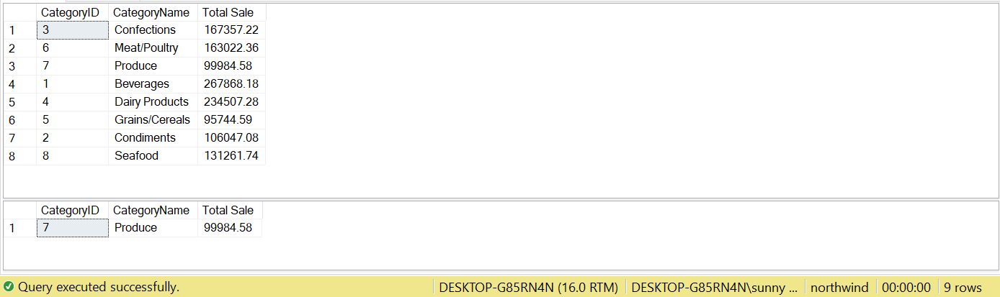 CategoryID CategoryName Total Sale
1 3 Confections 167357.22
2 6 Meat/Poultry 163022.36
3 7 Produce 99984.58
4 1 Beverages 267868.18
5 4 Dairy Products 234507.28
6 5 Grains/Cereals 95744.59
7 2 Condiments 106047.08
8 8 Seafood 131261.74
CategoryID CategoryName Total Sale
1 7 Produce 99984.58
Query executed successfully. DESKTOP-G85RN4N (16.0 RTM) DESKTOP-G85RN4N\sunny ... northwind 00:00:00 9 rows